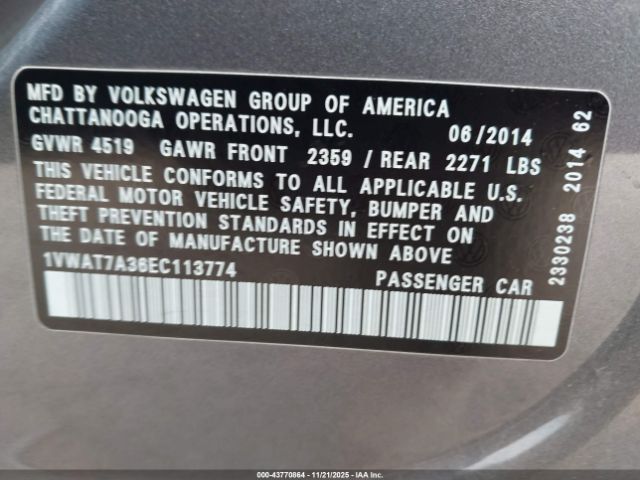 MFD BY VOLKSWAGEN GROUP OF AMERICA
CHATTANOOGA OPERATIONS, LLC. 06/2014
GVWR 4519 GAWR FRONT 2359 / REAR 2271 LBS
THIS VEHICLE CONFORMS TO ALL APPLICABLE U.S.
FEDERAL MOTOR VEHICLE SAFETY, BUMPER AND
THEFT PREVENTION STANDARDS IN EFFECT ON
THE DATE OF MANUFACTURE SHOWN ABOVE
1VWAT7A36EC113774 PASSENGER CAR
2330238 2014 62
000-43770864 - 11/21/2025 - IAA, Inc.